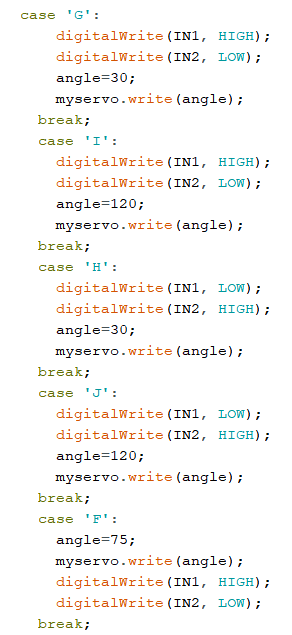 case 'G':
digitalWrite(IN1, HIGH);
digitalWrite(IN2, LOW);
angle=30;
myservo.write(angle);
break;
case 'I':
digitalWrite(IN1, HIGH);
digitalWrite(IN2, LOW);
angle=120;
myservo.write(angle);
break;
case 'H':
digitalWrite(IN1, LOW);
digitalWrite(IN2, HIGH);
angle=30;
myservo.write(angle);
break;
case 'J':
digitalWrite(IN1, LOW);
digitalWrite(IN2, HIGH);
angle=120;
myservo.write(angle);
break;
case 'F':
angle=75;
myservo.write(angle);
digitalWrite(IN1, HIGH);
digitalWrite(IN2, LOW);
break;